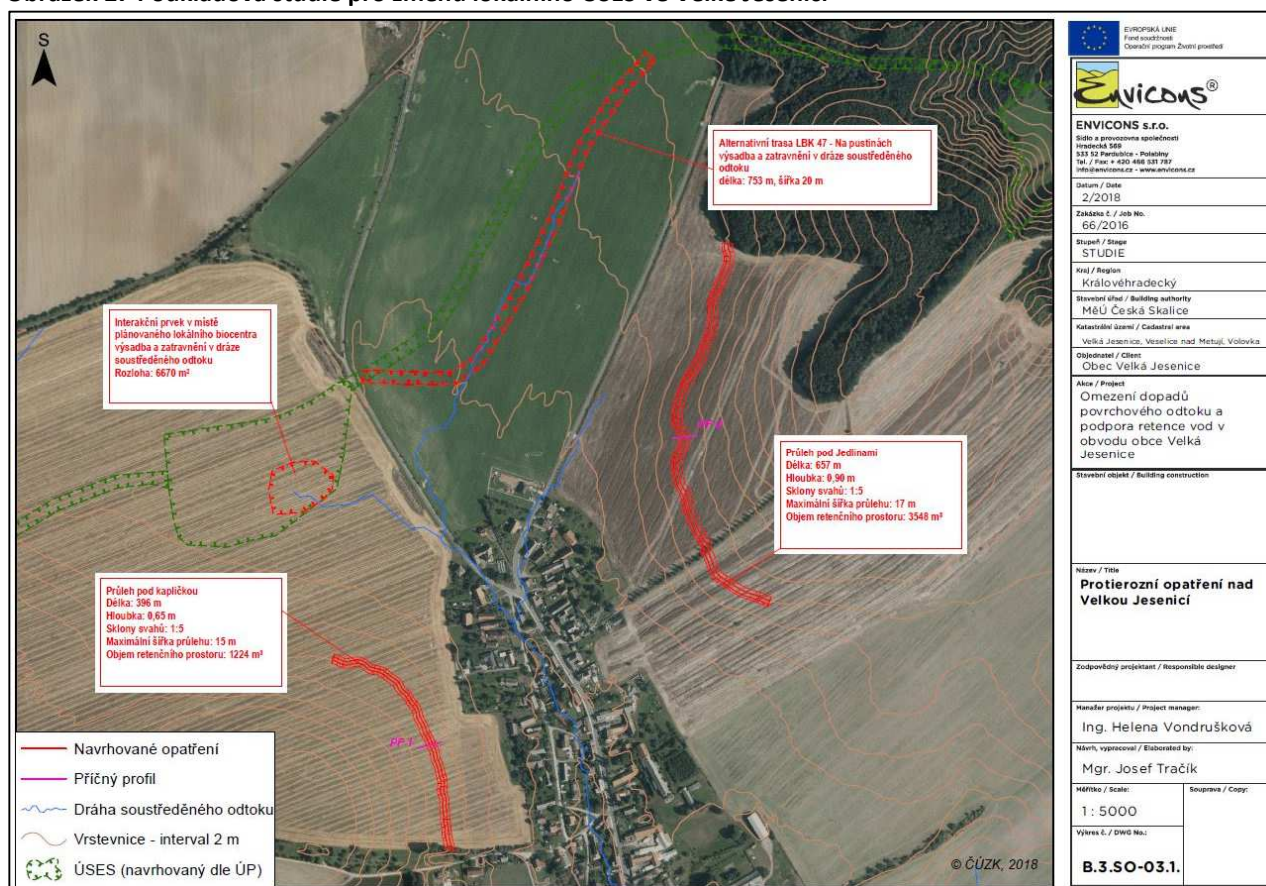 Obrázek 27 Podkladová studie pro změnu lokálního ÚSES ve Velké Jesenici
S
Alternativní trasa LBK 47 - Na pustinách
výsadba a zatravnění v dráze soustředěného
odtoku
délka: 753 m, šířka 20 m
Interakční prvek v místě
plánovaného lokálního biocentra
výsadba a zatravnění v dráze
soustředěného odtoku
Rozloha: 6670 m²
PF 2
Průleh pod Jedlinami
Délka: 657 m
Hloubka: 0,90 m
Sklony svahů: 1:5
Maximální šířka průlehu: 17 m
Objem retenčního prostoru: 3548 m³
Průleh pod kapličkou
Délka: 396 m
Hloubka: 0,65 m
Sklony svahů: 1:5
Maximální šířka průlehu: 15 m
Objem retenčního prostoru: 1224 m³
PF 1
Navrhované opatření
Příčný profil
Dráha soustředěného odtoku
Vrstevnice - interval 2 m
ÚSES (navrhovaný dle ÚP)
© ČÚZK, 2018
EVROPSKÁ UNIE
Fond soudržnosti
Operační program Životní prostředí
Envicons®
ENVICONS s.r.o.
Sídlo a provozovna společnosti
Hradecká 569
533 52 Pardubice - Polabiny
Tel. / Fax: + 420 466 531 787
info@envicons.cz - www.envicons.cz
Datum / Date
2/2018
Zakázka č. / Job No.
66/2016
Stupeň / Stage
STUDIE
Kraj / Region
Královéhradecký
Stavební úřad / Building authority
MěÚ Česká Skalice
Katastrální území / Cadastral area
Velká Jesenice, Veselice nad Metují, Volovka
Objednatel / Client
Obec Velká Jesenice
Akce / Project
Omezení dopadů
povrchového odtoku a
podpora retence vod v
obvodu obce Velká
Jesenice
Stavební objekt / Building construction
Název / Title
Protierozní opatření nad
Velkou Jesenicí
Zodpovědný projektant / Responsible designer
Manažer projektu / Project manager:
Ing. Helena Vondrušková
Návrh, vypracoval / Elaborated by:
Mgr. Josef Tračík
Měřítko / Scale:
1 : 5000
Souprava / Copy:
Výkres č. / DWG No.:
B.3.SO-03.1.